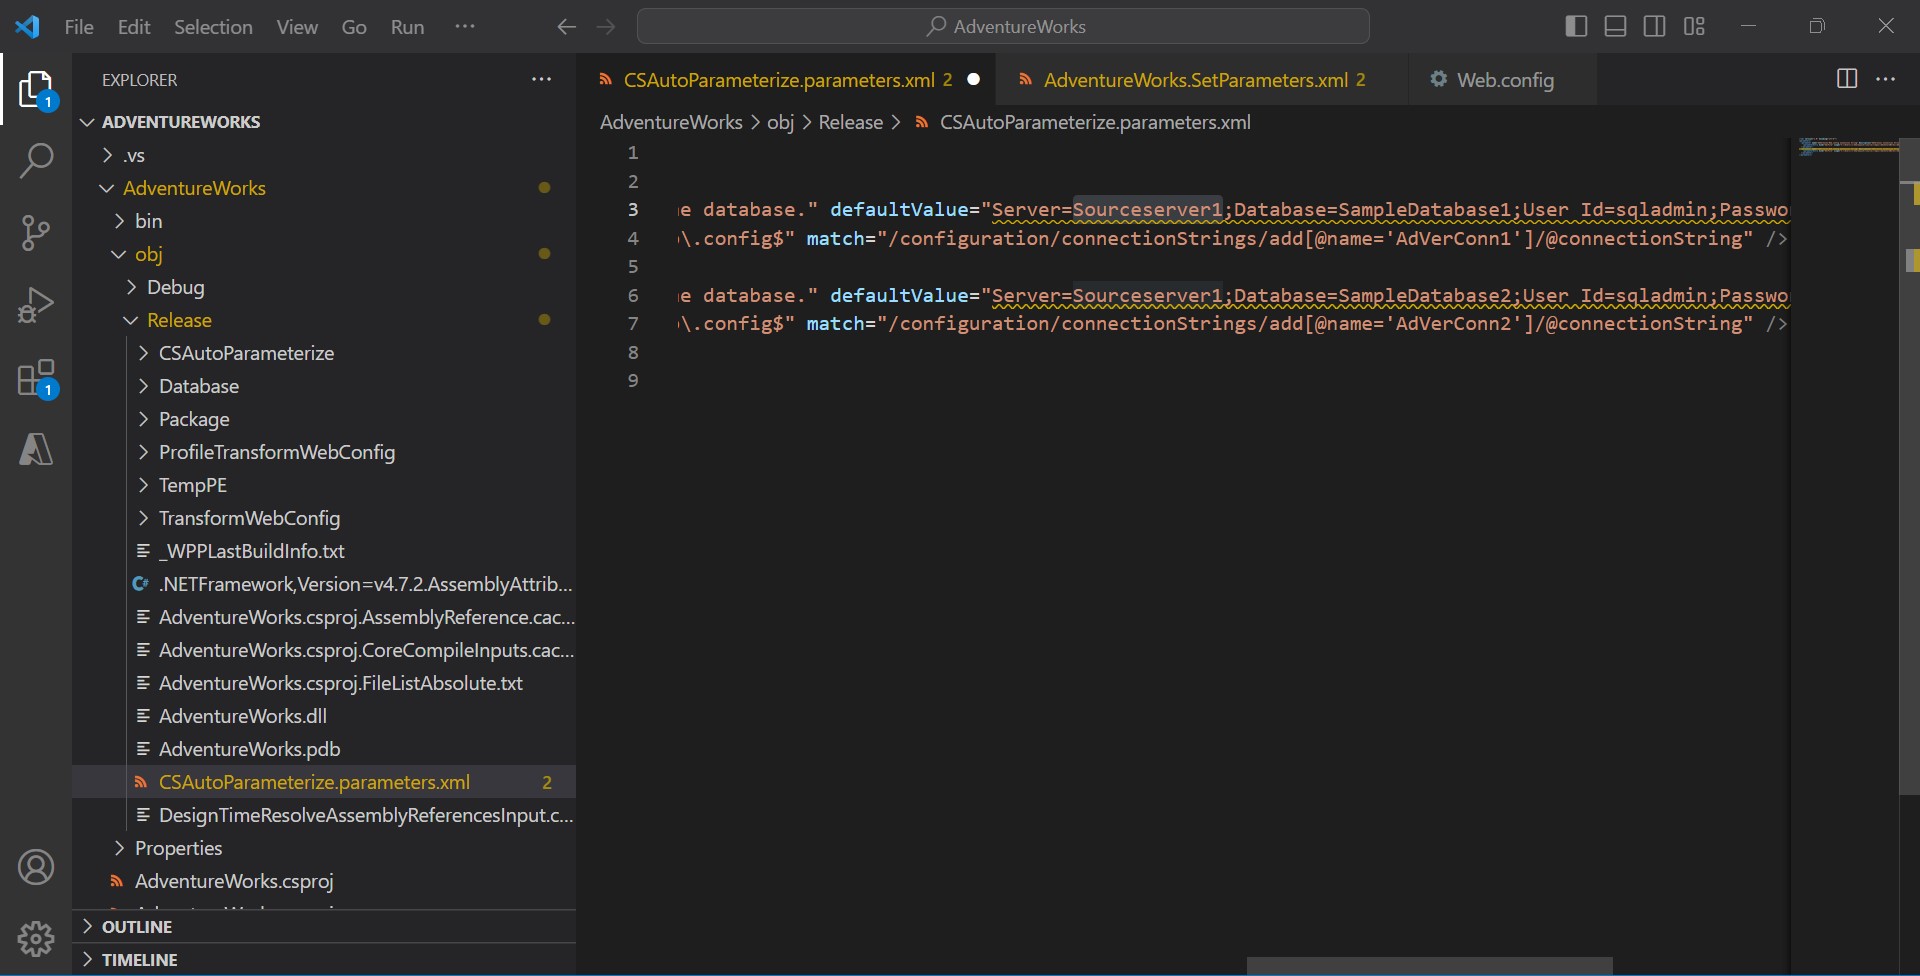 File Edit Selection View Go Run ···
AdventureWorks
EXPLORER
ADVENTUREWORKS
.vs
AdventureWorks
bin
obj
Debug
Release
CSAutoParameterize
Database
Package
ProfileTransformWebConfig
TempPE
TransformWebConfig
_WPPLastBuildInfo.txt
.NETFramework,Version=v4.7.2.AssemblyAttrib...
AdventureWorks.csproj.AssemblyReference.cac...
AdventureWorks.csproj.CoreCompileInputs.cac...
AdventureWorks.csproj.FileListAbsolute.txt
AdventureWorks.dll
AdventureWorks.pdb
CSAutoParameterize.parameters.xml 2
DesignTimeResolveAssemblyReferencesInput.c...
Properties
AdventureWorks.csproj
OUTLINE
TIMELINE
1
1
CSAutoParameterize.parameters.xml 2
AdventureWorks.SetParameters.xml 2
Web.config
AdventureWorks > obj > Release > CSAutoParameterize.parameters.xml
1
2
3 e database." defaultValue="Server=Sourceserver1;Database=SampleDatabase1;User Id=sqladmin;Passwo
4 \.config$" match="/configuration/connectionStrings/add[@name='AdVerConn1']/@connectionString" />
5
6 e database." defaultValue="Server=Sourceserver1;Database=SampleDatabase2;User Id=sqladmin;Passwo
7 \.config$" match="/configuration/connectionStrings/add[@name='AdVerConn2']/@connectionString" />
8
9